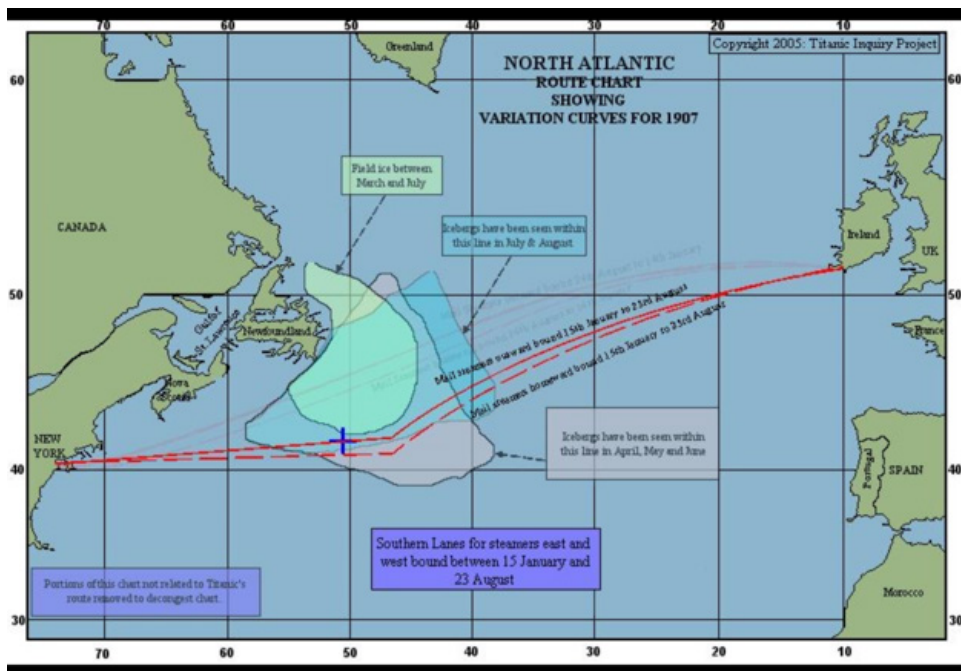 70
60
50
40
30
20
10
Greenland
Copyright 2005: Titanic Inquiry Project
NORTH ATLANTIC
ROUTE CHART
SHOWING
VARIATION CURVES FOR 1907
60
60
Field ice between
March and July
CANADA
Icebergs have been seen within
this line in July & August
Ireland
UK
50
50
Gulf of
St. Lawrence
Newfoundland
France
Mail steamers outward bound 15th January to 23rd August
Mail steamers homeward bound 15th January to 23rd August
Nova
Scotia
NEW
YORK
Icebergs have been seen within
this line in April, May and June
Portugal
SPAIN
40
40
Southern Lanes for steamers east and
west bound between 15 January and
23 August
Portions of this chart not related to Titanic's
route removed to decongest chart.
Morocco
30
30
70
60
50
40
30
20
10